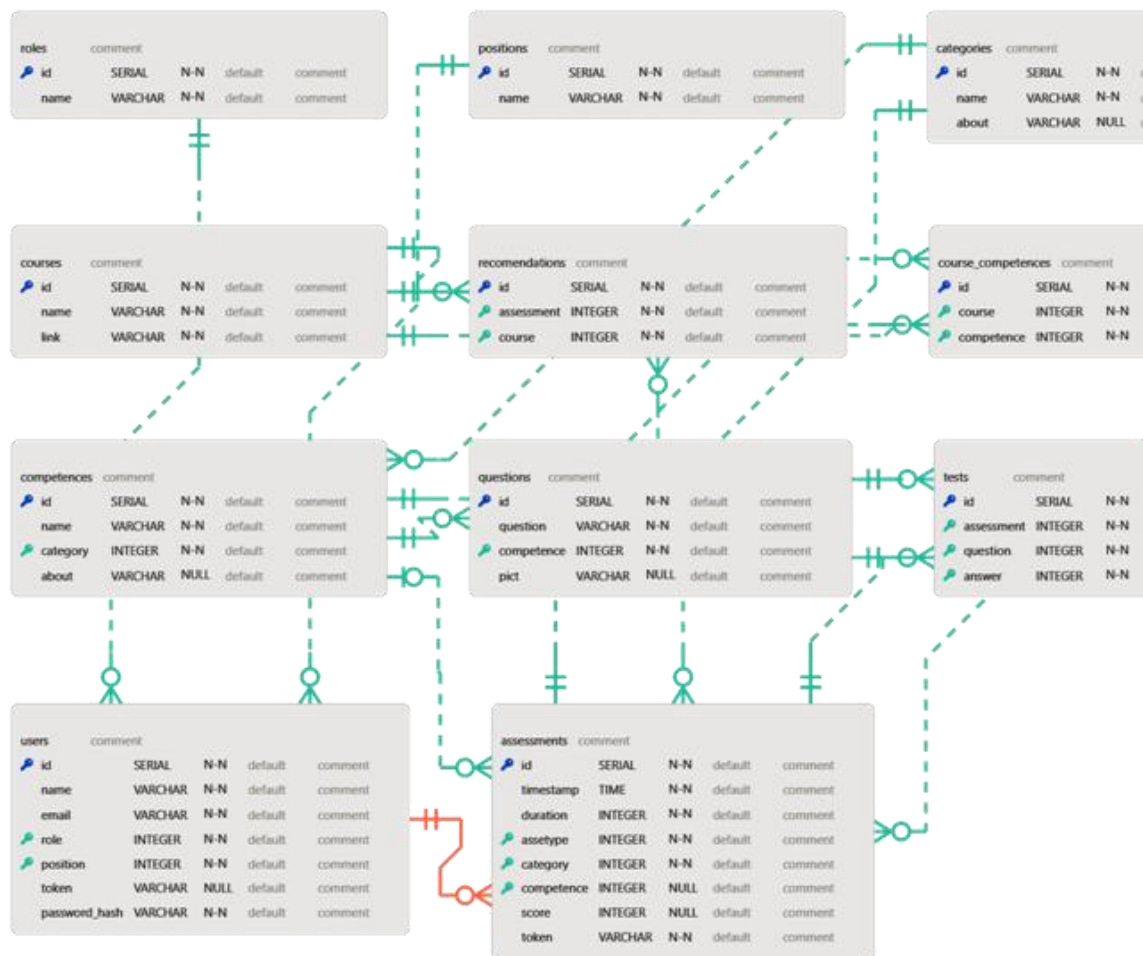 roles comment
id SERIAL N-N default comment
name VARCHAR N-N default comment
positions comment
id SERIAL N-N default comment
name VARCHAR N-N default comment
categories comment
id SERIAL N-N
name VARCHAR N-N
about VARCHAR NULL
courses comment
id SERIAL N-N default comment
name VARCHAR N-N default comment
link VARCHAR N-N default comment
recomendations comment
id SERIAL N-N default comment
assessment INTEGER N-N default comment
course INTEGER N-N default comment
course_competences comment
id SERIAL N-N
course INTEGER N-N
competence INTEGER N-N
competences comment
id SERIAL N-N default comment
name VARCHAR N-N default comment
category INTEGER N-N default comment
about VARCHAR NULL default comment
questions comment
id SERIAL N-N default comment
question VARCHAR N-N default comment
competence INTEGER N-N default comment
pict VARCHAR NULL default comment
tests comment
id SERIAL N-N
assessment INTEGER N-N
question INTEGER N-N
answer INTEGER N-N
users comment
id SERIAL N-N default comment
name VARCHAR N-N default comment
email VARCHAR N-N default comment
role INTEGER N-N default comment
position INTEGER N-N default comment
token VARCHAR NULL default comment
password_hash VARCHAR N-N default comment
assessments comment
id SERIAL N-N default comment
timestamp TIME N-N default comment
duration INTEGER N-N default comment
assetype INTEGER N-N default comment
category INTEGER N-N default comment
competence INTEGER NULL default comment
score INTEGER NULL default comment
token VARCHAR N-N default comment